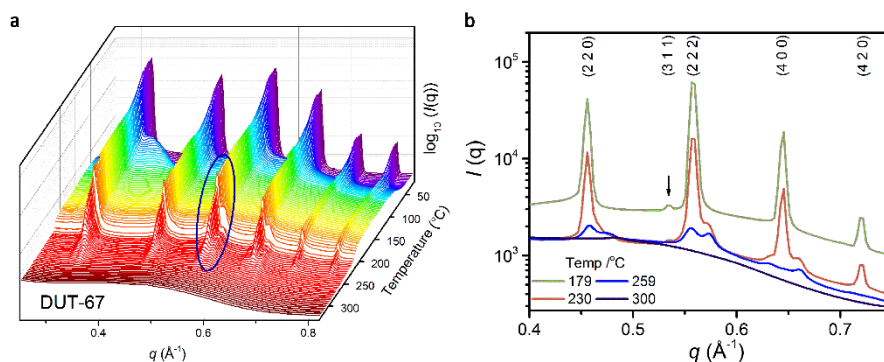 a
log10 (I(q))
50
100
150
200
250
300
Temperature (°C)
DUT-67
0.4
0.6
0.8
q (Å-1)
b
(2 2 0)
(3 1 1)
(2 2 2)
(4 0 0)
(4 2 0)
10^5
10^4
10^3
I (q)
Temp /°C
179 259
230 300
0.4 0.5 0.6 0.7
q (Å-1)